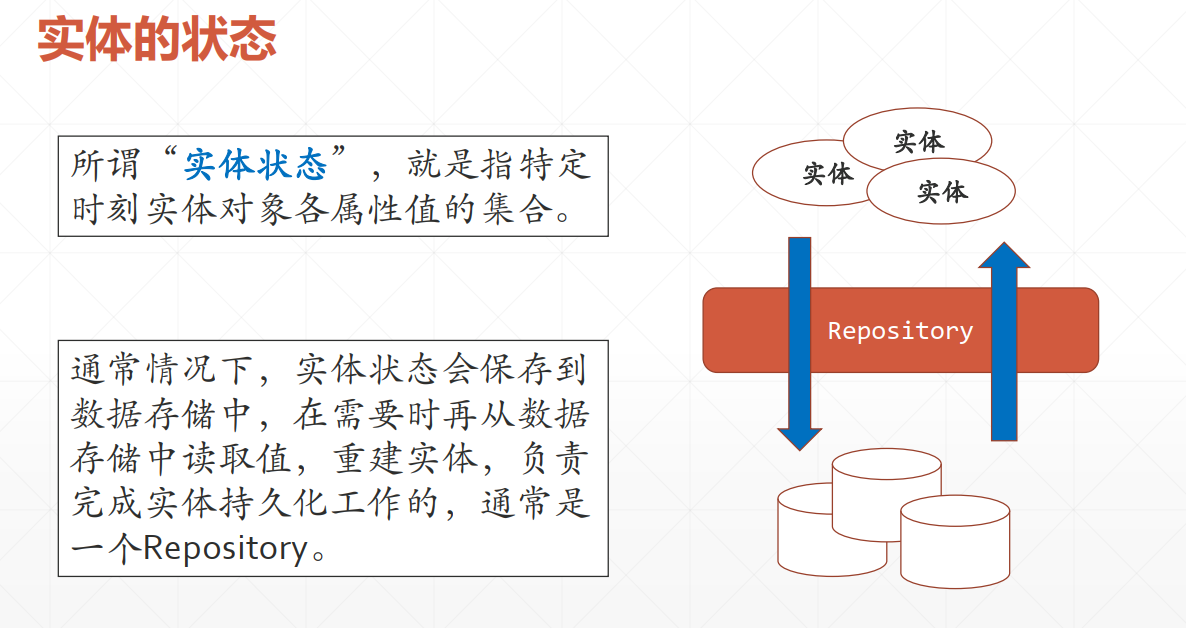 实体的状态
所谓“实体状态”，就是指特定
时刻实体对象各属性值的集合。
通常情况下，实体状态会保存到
数据存储中，在需要时再从数据
存储中读取值，重建实体，负责
完成实体持久化工作的，通常是
一个Repository。
实体
实体
实体
Repository